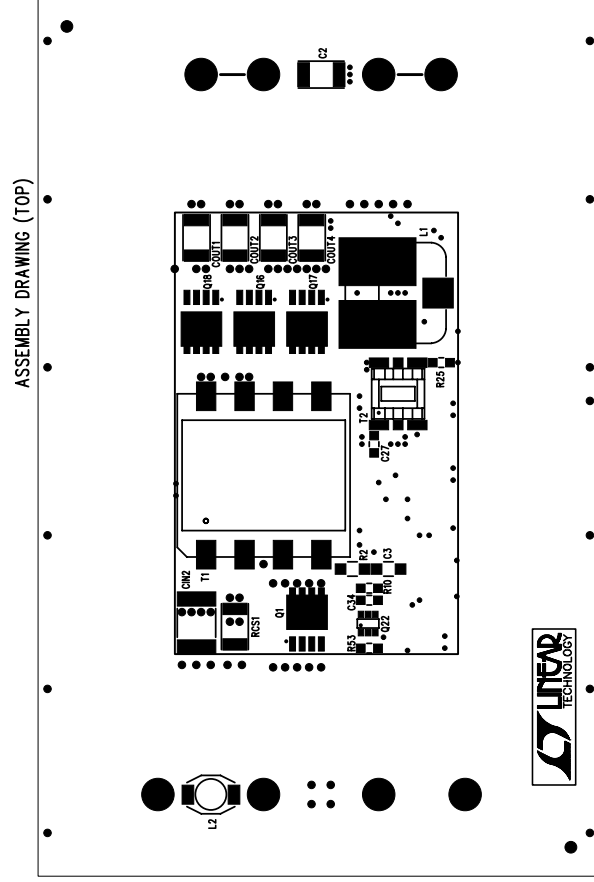 ASSEMBLY DRAWING (TOP)
C2
COUT1
COUT2
COUT3
COUT4
L1
Q18
Q16
Q17
R25
T2
C27
CIN2
T1
RCS1
Q1
R2
C3
R10
C34
Q22
R53
L2
LINEAR
TECHNOLOGY